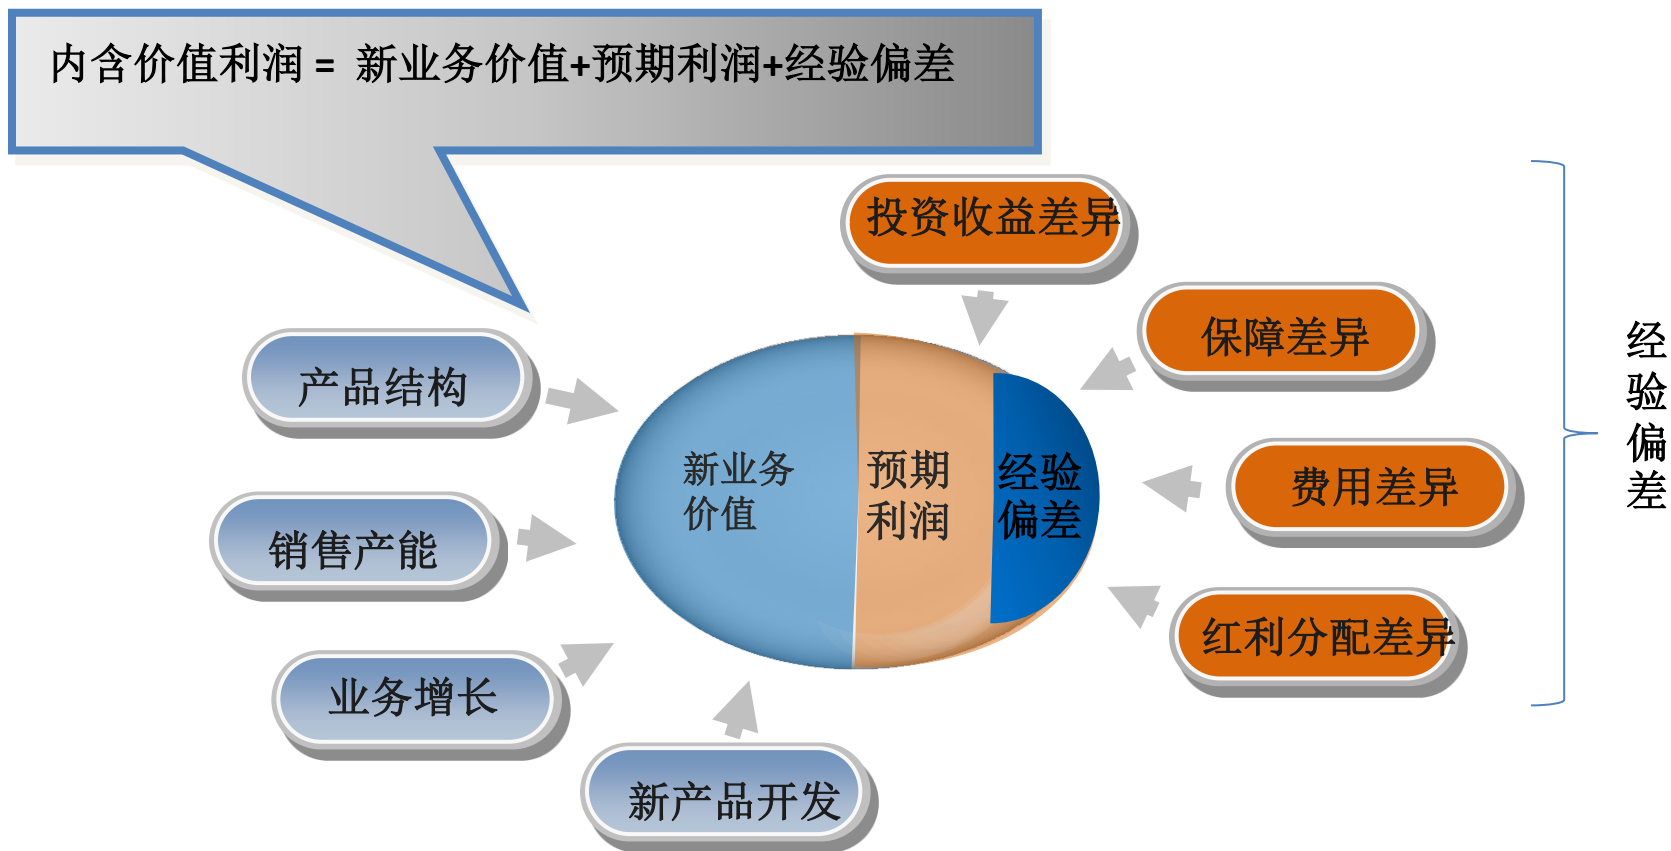 内含价值利润 = 新业务价值+预期利润+经验偏差
投资收益差异
保障差异
费用差异
红利分配差异
经
验
偏
差
产品结构
销售产能
业务增长
新产品开发
新业务
价值
预期
利润
经验
偏差